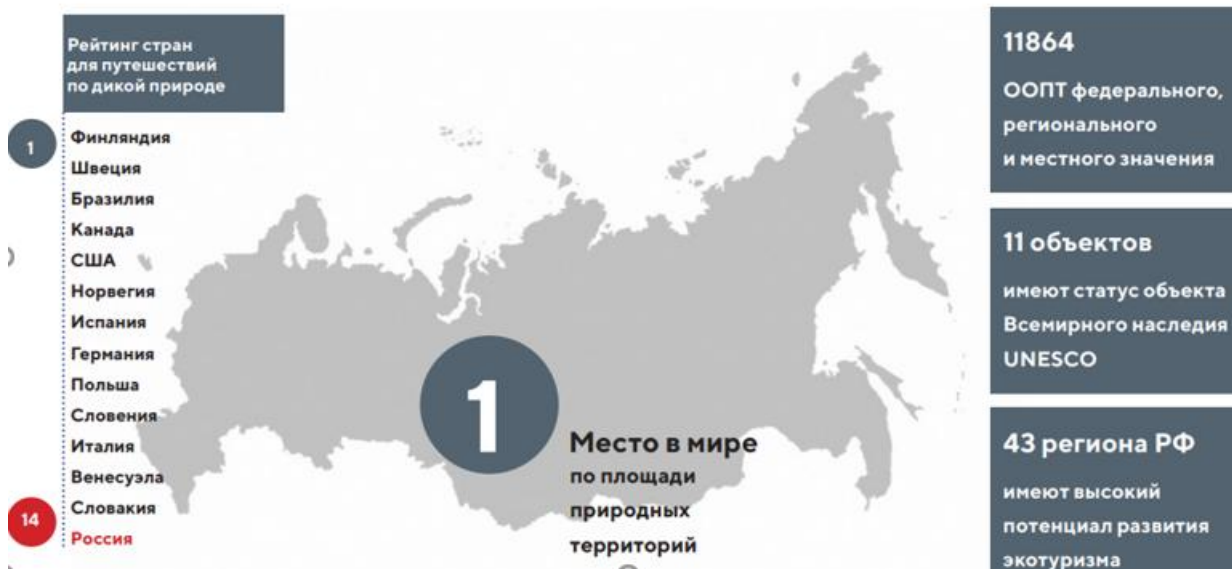 Рейтинг стран
для путешествий
по дикой природе
1
Финляндия
Швеция
Бразилия
Канада
США
Норвегия
Испания
Германия
Польша
Словения
Италия
Венесуэла
Словакия
14
Россия
1
Место в мире
по площади
природных
территорий
11864
ООПТ федерального,
регионального
и местного значения
11 объектов
имеют статус объекта
Всемирного наследия
UNESCO
43 региона РФ
имеют высокий
потенциал развития
экотуризма